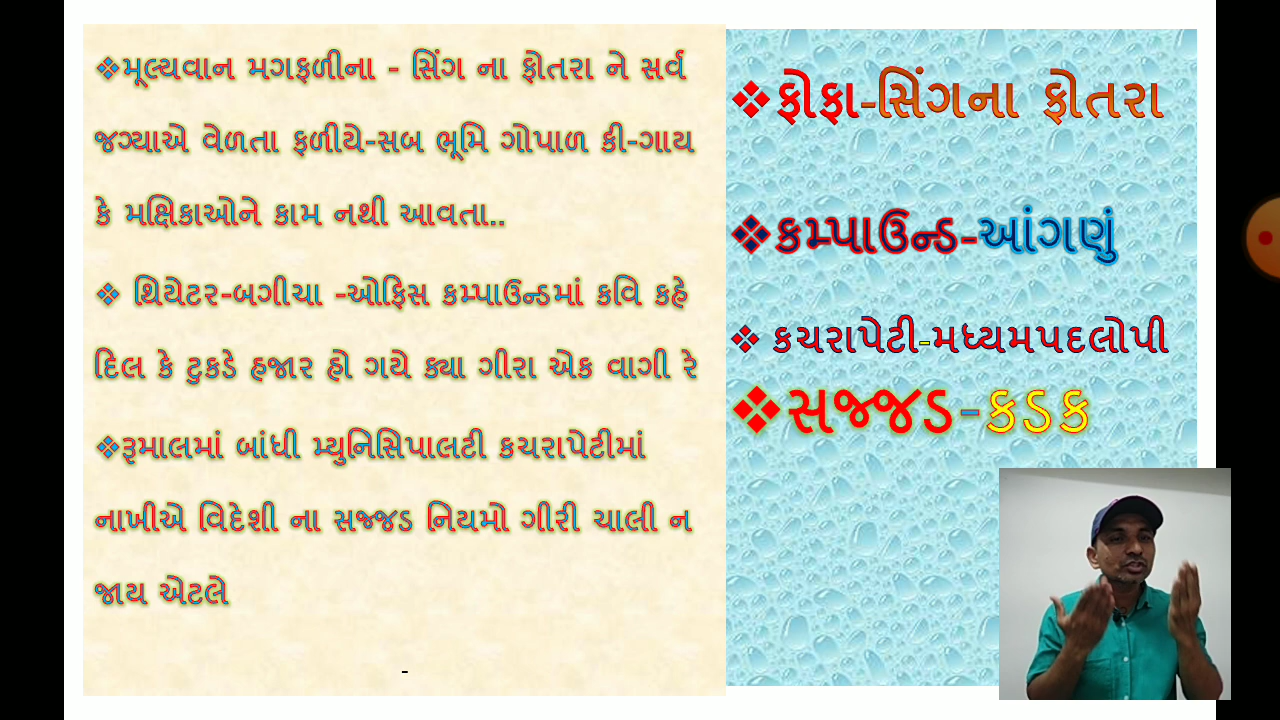 ❖મૂલ્યવાન મગફળીના - સિંગ ના ફોતરા ને સર્વ
જગ્યાએ વેળતા ફળીયે-સબ ભૂમિ ગોપાળ કી-ગાય
કે મક્ષિકાઓને કામ નથી આવતા..
❖ થિયેટર-બગીચા -ઓફિસ કમ્પાઉન્ડમાં કવિ કહે
દિલ કે ટુકડે હજાર હો ગયે ક્યા ગીરા એક વાગી રે
❖રૂમાલમાં બાંધી મ્યુનિસિપાલટી કચરાપેટીમાં
નાખીએ વિદેશી ના સજ્જડ નિયમો ગીરી ચાલી ન
જાય એટલે
-
❖ફોફા-સિંગના ફોતરા
❖કમ્પાઉન્ડ-આંગણું
❖ કચરાપેટી-મધ્યમપદલોપી
❖સજ્જડ-કડક